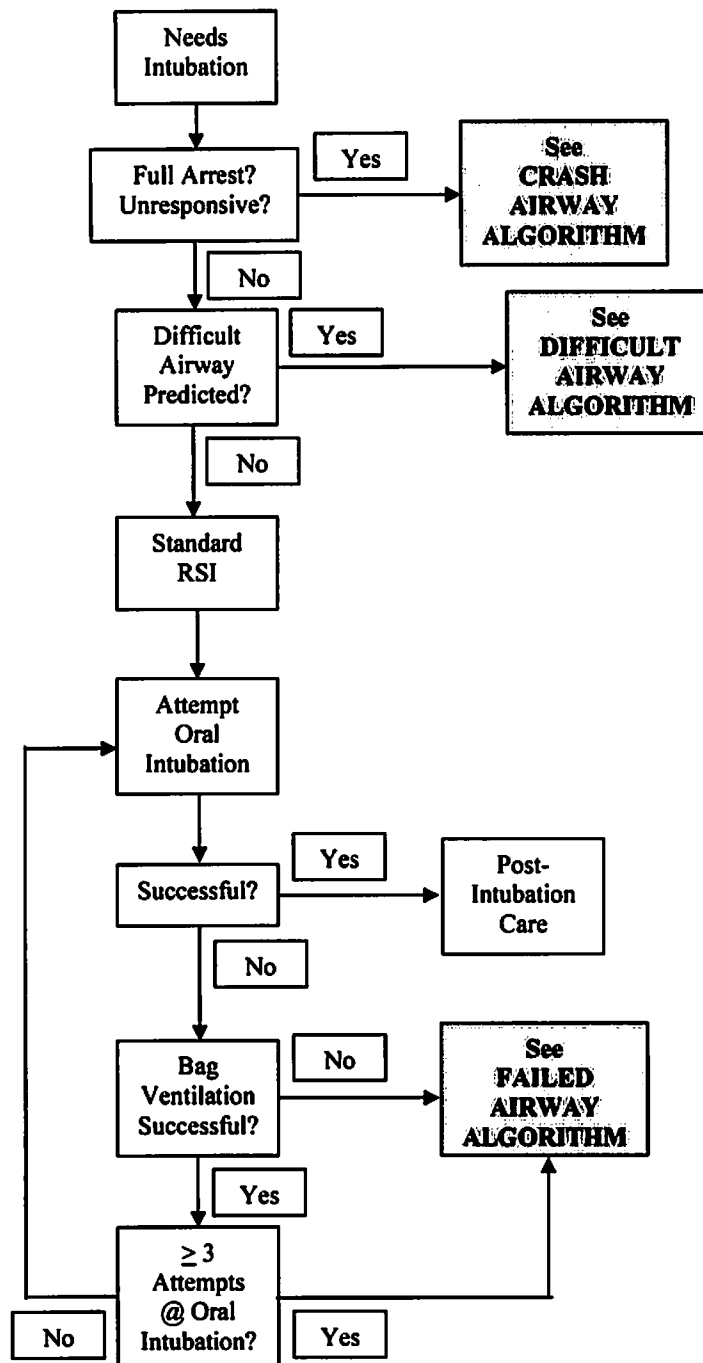 Needs
Intubation
Full Arrest?
Unresponsive?
Yes
See
CRASH
AIRWAY
ALGORITHM
No
Difficult
Airway
Predicted?
Yes
See
DIFFICULT
AIRWAY
ALGORITHM
No
Standard
RSI
Attempt
Oral
Intubation
Successful?
Yes
Post-
Intubation
Care
No
Bag
Ventilation
Successful?
No
See
FAILED
AIRWAY
ALGORITHM
Yes
≥ 3
Attempts
@ Oral
Intubation?
No
Yes